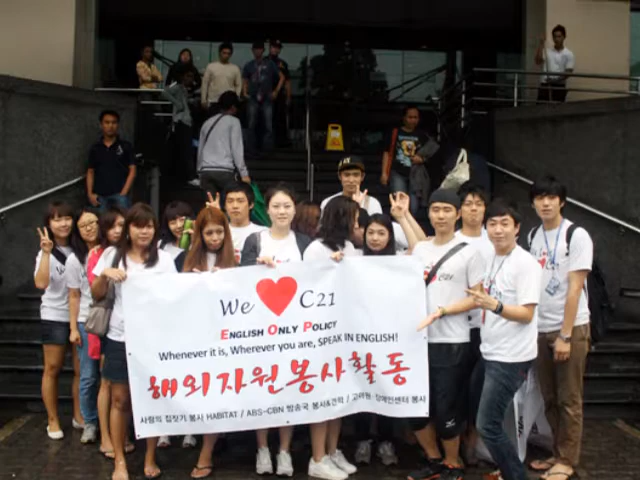 We ❤ C21
ENGLISH ONLY POLICY
Whenever it is, Wherever you are, SPEAK IN ENGLISH!
해외자원봉사활동
사랑의 집짓기 봉사 HABITAT / ABS-CBN 방송국 봉사&견학 / 고아원·장애인센터 봉사